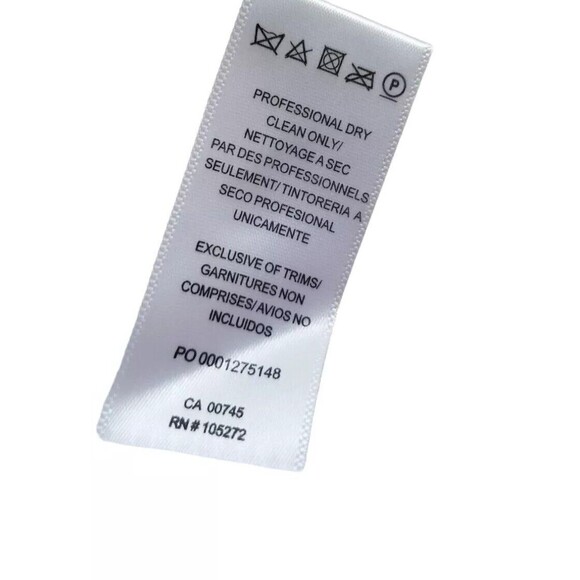 P
PROFESSIONAL DRY
CLEAN ONLY/
NETTOYAGE A SEC
PAR DES PROFESSIONNELS
SEULEMENT/ TINTORERIA A
SECO PROFESIONAL
UNICAMENTE
EXCLUSIVE OF TRIMS/
GARNITURES NON
COMPRISES/ AVIOS NO
INCLUIDOS
PO 0001275148
CA 00745
RN # 105272